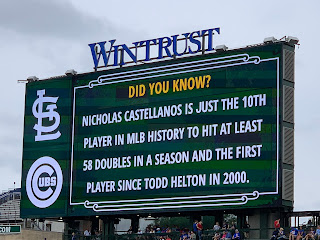 WINTRUST
DID YOU KNOW?
NICHOLAS CASTELLANOS IS JUST THE 10TH
PLAYER IN MLB HISTORY TO HIT AT LEAST
58 DOUBLES IN A SEASON AND THE FIRST
PLAYER SINCE TODD HELTON IN 2000.
STL
CUBS